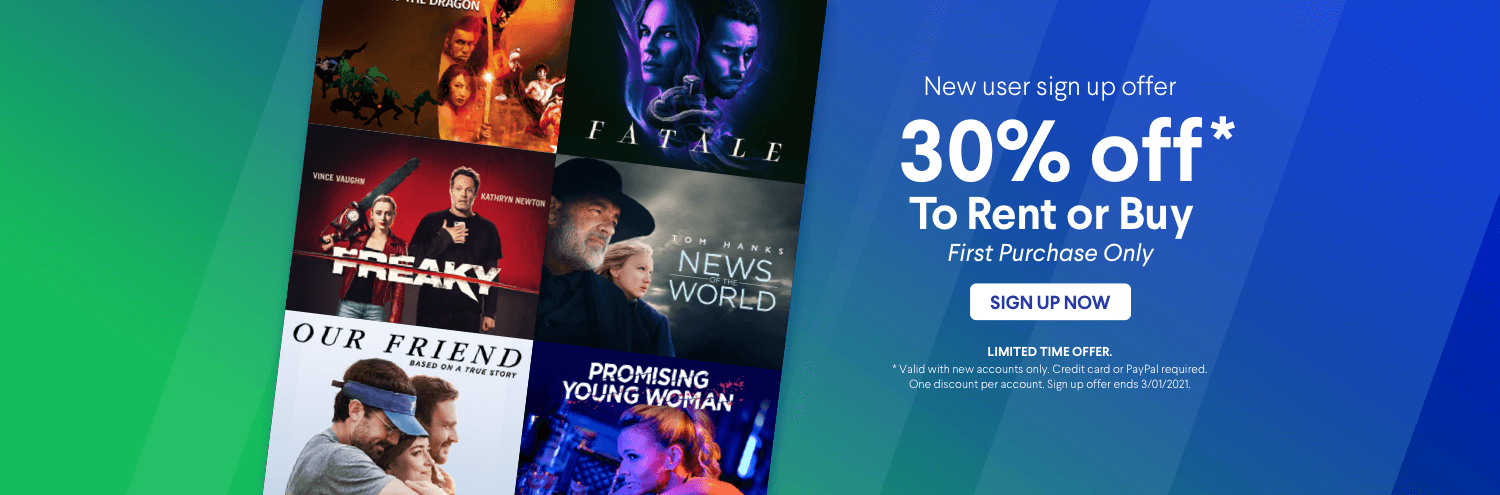 THE DRAGON
FATALE
VINCE VAUGHN
KATHRYN NEWTON
FREAKY
TOM HANKS
NEWS
OF THE
WORLD
OUR FRIEND
BASED ON A TRUE STORY
PROMISING
YOUNG WOMAN
New user sign up offer
30% off*
To Rent or Buy
First Purchase Only
SIGN UP NOW
LIMITED TIME OFFER.
* Valid with new accounts only. Credit card or PayPal required.
One discount per account. Sign up offer ends 3/01/2021.